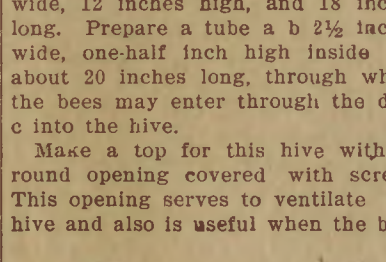 wide, 12 inches high, and 18 inc
long. Prepare a tube a b 2½ inc
wide, one-half inch high inside
about 20 inches long, through wh
the bees may enter through the d
c into the hive.
Make a top for this hive with
round opening covered with scre
This opening serves to ventilate
hive and also is useful when the b